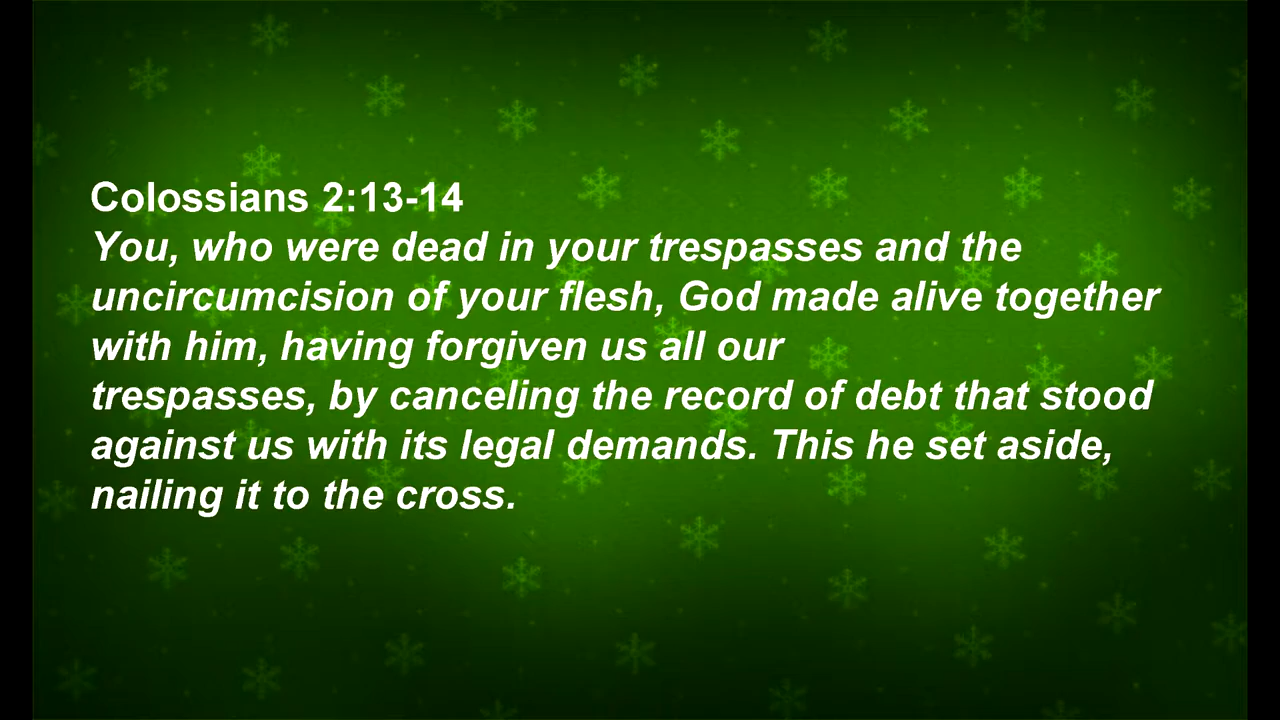 Colossians 2:13-14
You, who were dead in your trespasses and the
uncircumcision of your flesh, God made alive together
with him, having forgiven us all our
trespasses, by canceling the record of debt that stood
against us with its legal demands. This he set aside,
nailing it to the cross.